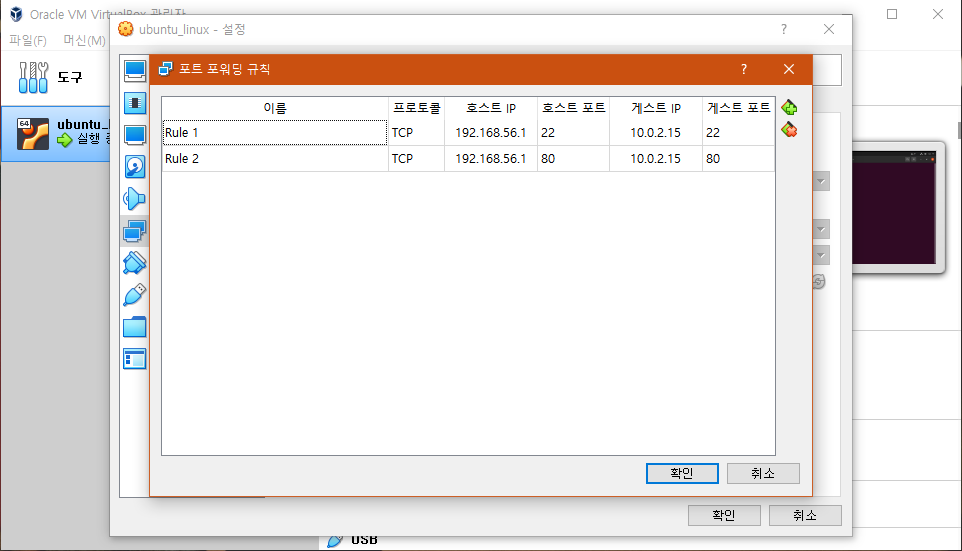 Oracle VM VirtualBox 관리자
ubuntu_linux - 설정
파일(F) 머신(M)
포트 포워딩 규칙
도구
이름 프로토콜 호스트 IP 호스트 포트 게스트 IP 게스트 포트
64
ubuntu_l
실행 중
Rule 1 TCP 192.168.56.1 22 10.0.2.15 22
Rule 2 TCP 192.168.56.1 80 10.0.2.15 80
확인 취소
확인 취소
USB